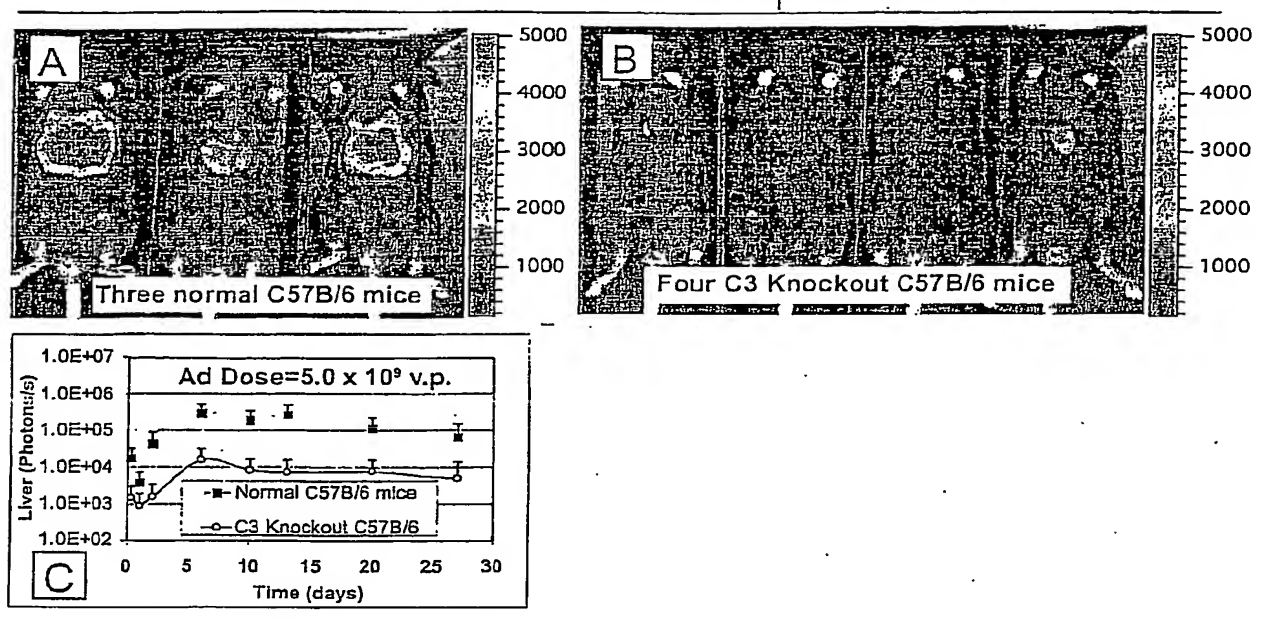 A
5000
4000
3000
2000
1000
Three normal C57B/6 mice
B
5000
4000
3000
2000
1000
Four C3 Knockout C57B/6 mice
Ad Dose=5.0 x 10⁹ v.p.
Liver (Photons/s)
1.0E+07
1.0E+06
1.0E+05
1.0E+04
1.0E+03
1.0E+02
Normal C57B/6 mice
C3 Knockout C57B/6
0 5 10 15 20 25 30
Time (days)
C